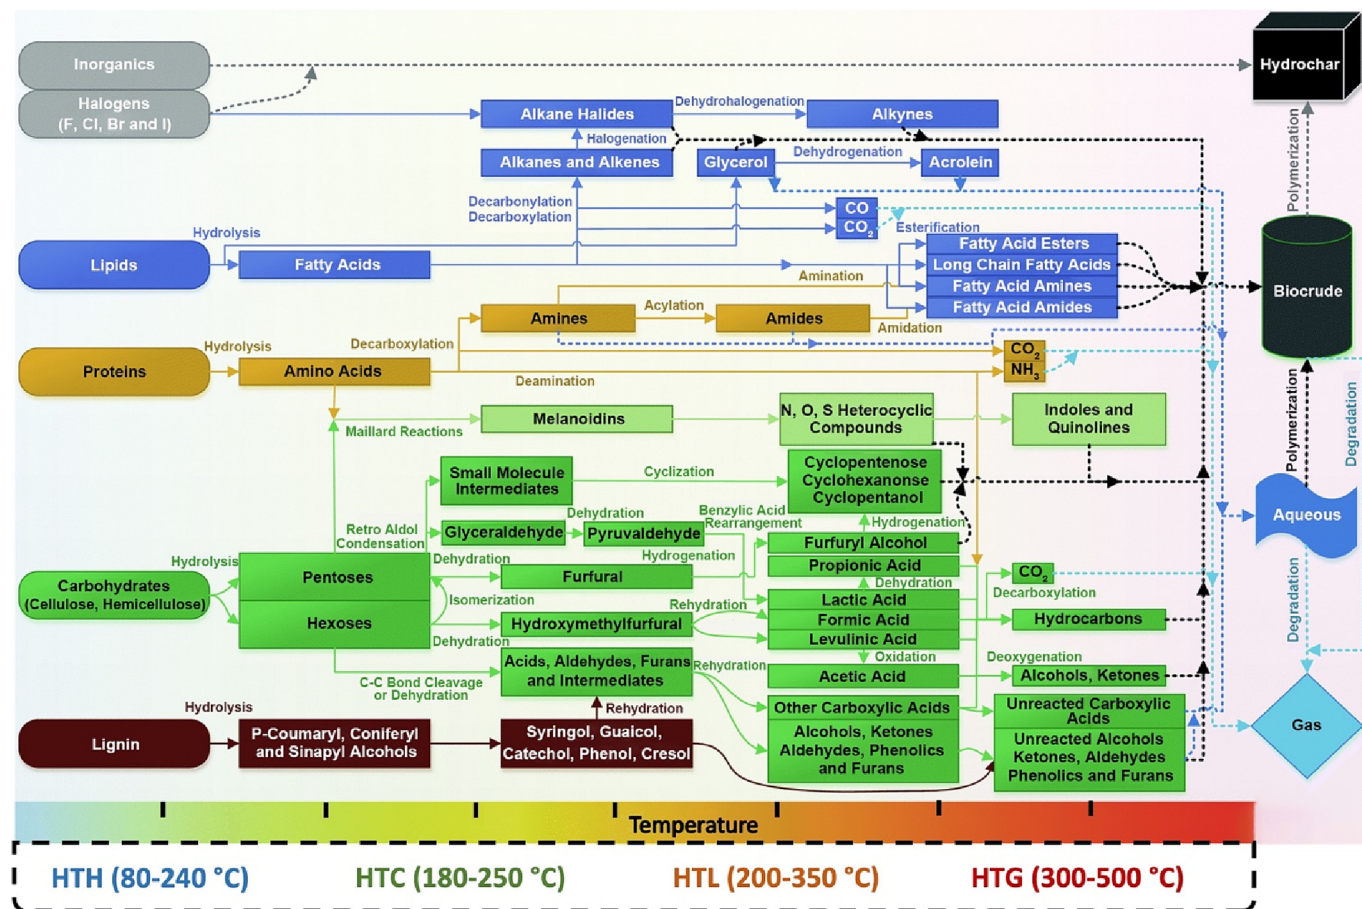 Inorganics
Hydrochar
Halogens
(F, Cl, Br and I)
Alkane Halides
Dehydrohalogenation
Alkynes
Halogenation
Alkanes and Alkenes
Glycerol
Dehydrogenation
Acrolein
Polymerization
Decarbonylation
Decarboxylation
CO
CO2
Esterification
Hydrolysis
Lipids
Fatty Acids
Fatty Acid Esters
Long Chain Fatty Acids
Fatty Acid Amines
Fatty Acid Amides
Amination
Biocrude
Amines
Acylation
Amides
Amidation
Hydrolysis
Decarboxylation
Proteins
Amino Acids
Deamination
CO2
NH3
Maillard Reactions
Melanoidins
N, O, S Heterocyclic
Compounds
Indoles and
Quinolines
Polymerization
Degradation
Small Molecule
Intermediates
Cyclization
Cyclopentenose
Cyclohexanonse
Cyclopentanol
Retro Aldol
Condensation
Glyceraldehyde
Dehydration
Pyruvaldehyde
Benzylic Acid
Rearrangement
Hydrogenation
Aqueous
Hydrolysis
Carbohydrates
(Cellulose, Hemicellulose)
Pentoses
Hexoses
Dehydration
Isomerization
Dehydration
Furfural
Hydrogenation
Furfuryl Alcohol
Propionic Acid
Dehydration
Lactic Acid
Formic Acid
Levulinic Acid
Oxidation
Acetic Acid
Hydroxymethylfurfural
Rehydration
CO2
Decarboxylation
Hydrocarbons
Deoxygenation
Alcohols, Ketones
Degradation
C-C Bond Cleavage
or Dehydration
Acids, Aldehydes, Furans
and Intermediates
Rehydration
Other Carboxylic Acids
Alcohols, Ketones
Aldehydes, Phenolics
and Furans
Unreacted Carboxylic
Acids
Unreacted Alcohols
Ketones, Aldehydes
Phenolics and Furans
Gas
Hydrolysis
Lignin
P-Coumaryl, Coniferyl
and Sinapyl Alcohols
Rehydration
Syringol, Guaicol,
Catechol, Phenol, Cresol
Temperature
HTH (80-240 °C)
HTC (180-250 °C)
HTL (200-350 °C)
HTG (300-500 °C)